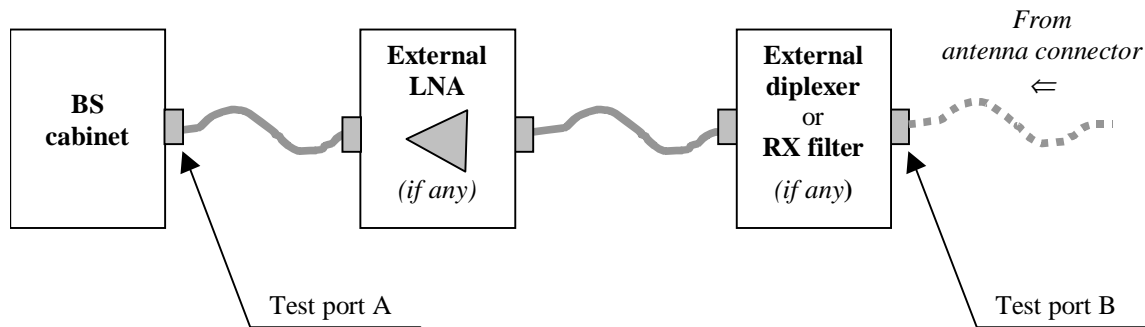 BS
cabinet
External
LNA
(if any)
External
diplexer
or
RX filter
(if any)
From
antenna connector
⇐
Test port A
Test port B